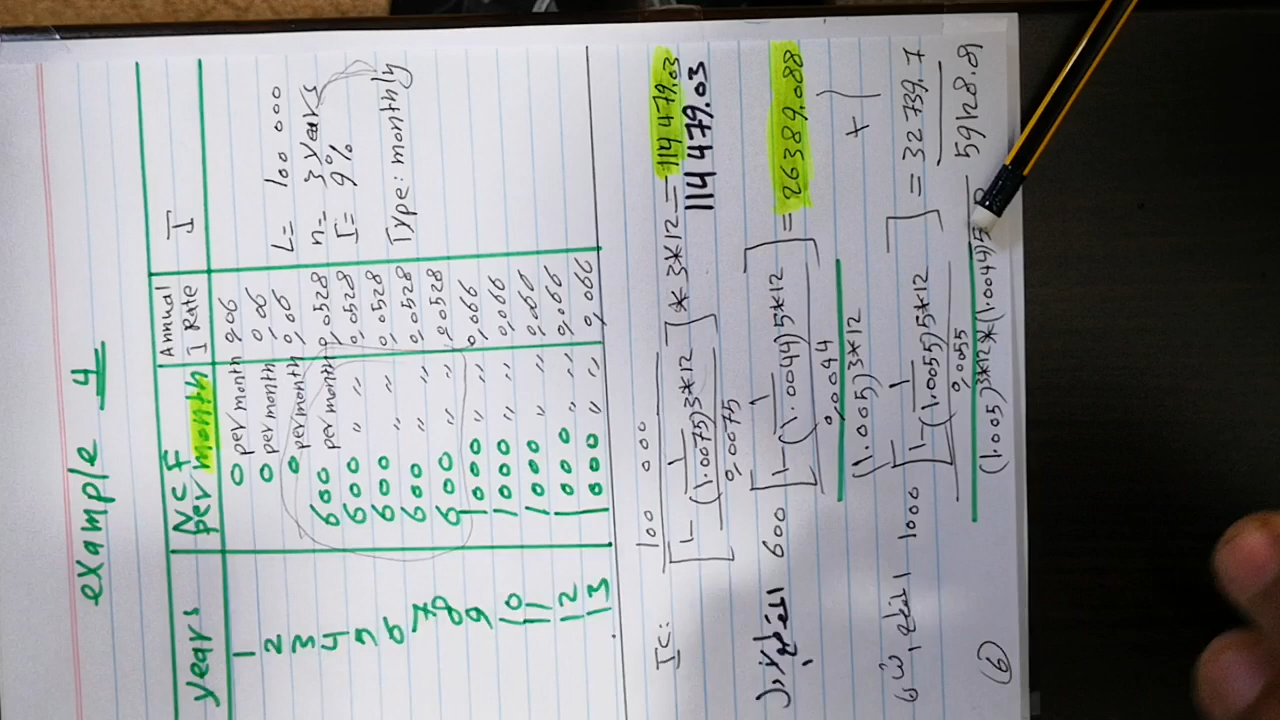 example 4
years NCF per month Annual I Rate I
1 0 per month 0,06
2 0 per month 0,06
3 0 per month 0,06
4 600 per month 0,0528
5 600 " " 0,0528
6 600 " " 0,0528
7 600 " " 0,0528
8 600 " " 0,0528
9 1000 " " 0,066
10 1000 " " 0,066
11 1000 " " 0,066
12 1000 " " 0,066
13 1000 " " 0,066
L= 100 000
n= 3 years
I= 9%
Type: monthly
IC: 100 000 / [1-1/(1.0075)3*12 / 0,0075] * 3*12 = 114479.03
114479.03
600 [1-1/(1.0044)5*12 / 0,0044] / (1.005)3*12 = 26389.088
+
1000 [1-1/(1.0055)5*12 / 0,0055] / (1.005)3*12*(1.0044)5 = 32739.7
59128.8
(6)